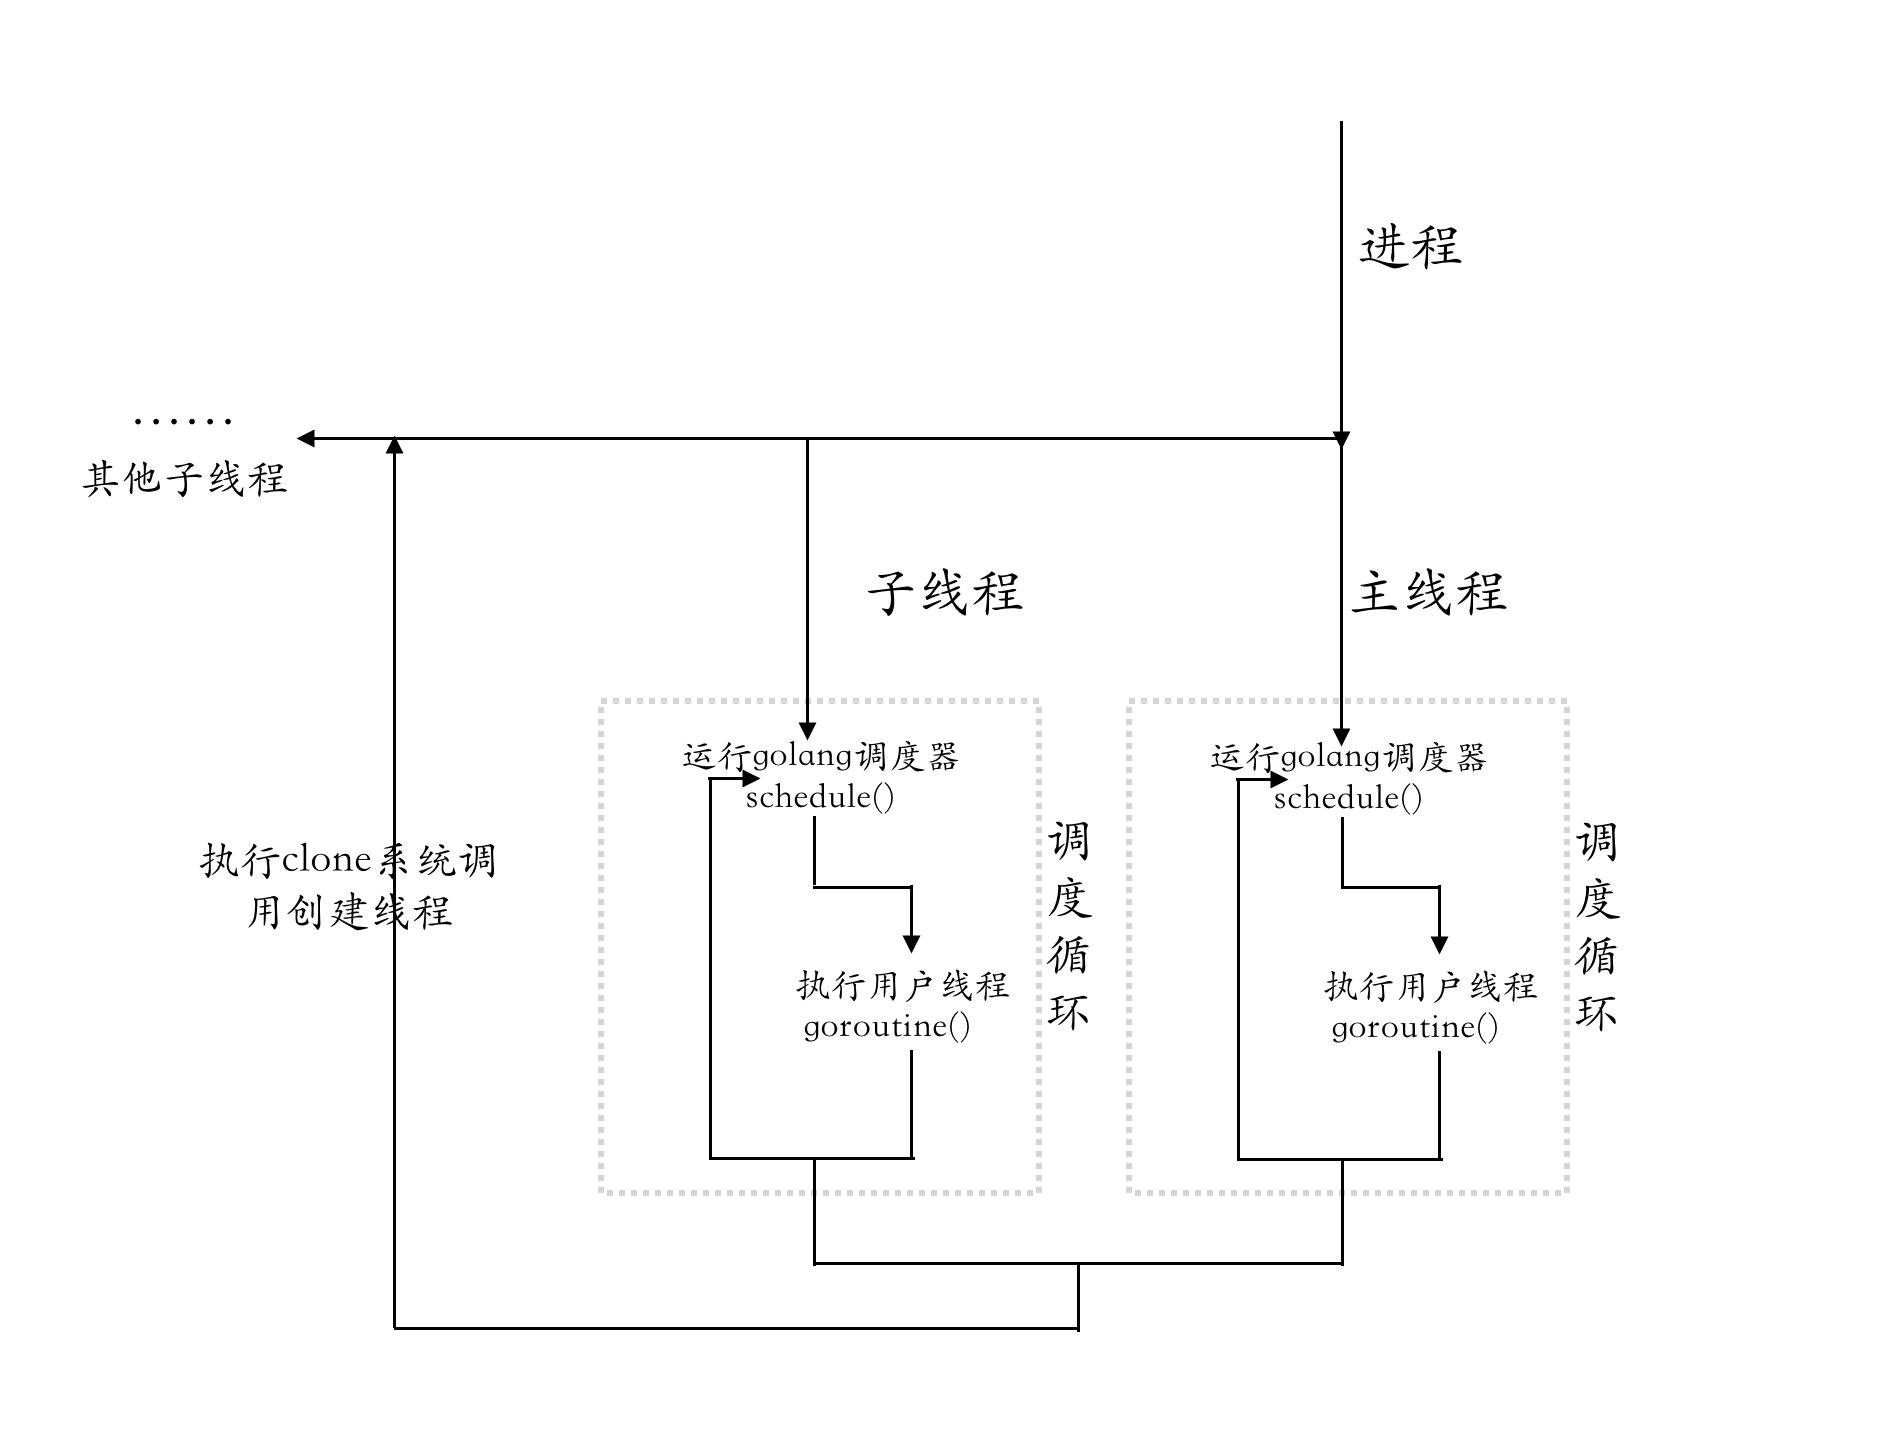 进程
......
其他子线程
子线程
主线程
运行golang调度器
schedule()
执行用户线程
goroutine()
调
度
循
环
运行golang调度器
schedule()
执行用户线程
goroutine()
调
度
循
环
执行clone系统调
用创建线程